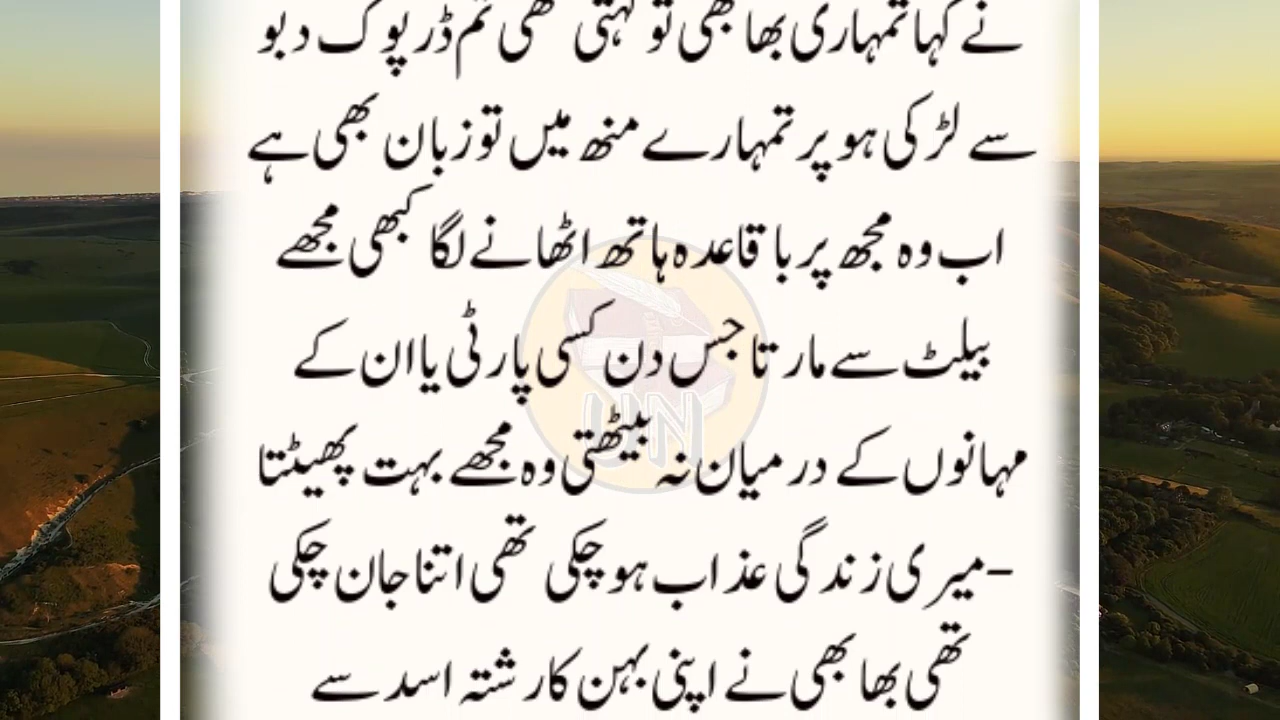 نے کہا تمہاری بھابھی تو کہتی تھی تم ڈرپوک دبو
سے لڑکی ہو پر تمہارے منھ میں تو زبان بھی ہے
اب وہ مجھ پر باقاعدہ ہاتھ اٹھانے لگا کبھی مجھے
بیلٹ سے مارتا جس دن کسی پارٹی یا ان کے
مہانوں کے درمیان نہ بیٹھتی وہ مجھے بہت پھیٹتا
-میری زندگی عذاب ہو چکی تھی اتنا جان چکی
تھی بھابھی نے اپنی بہن کا رشتہ اسد سے
UN